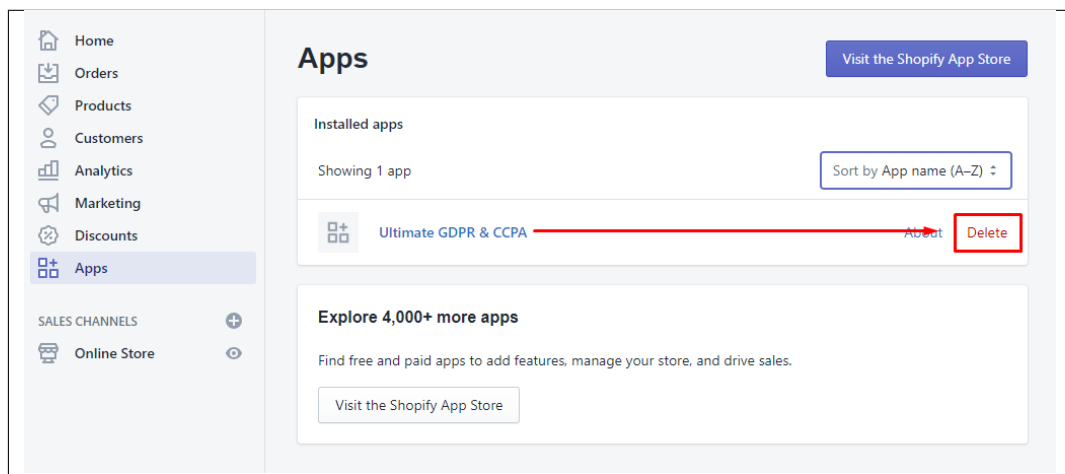 Home
Orders
Products
Customers
Analytics
Marketing
Discounts
Apps
SALES CHANNELS
Online Store
Apps
Visit the Shopify App Store
Installed apps
Showing 1 app
Sort by App name (A–Z)
Ultimate GDPR & CCPA
About
Delete
Explore 4,000+ more apps
Find free and paid apps to add features, manage your store, and drive sales.
Visit the Shopify App Store